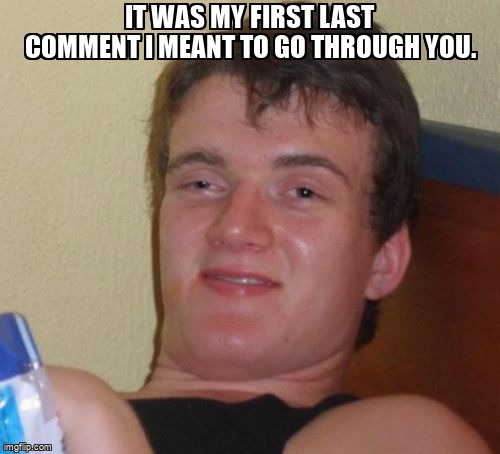 IT WAS MY FIRST LAST
COMMENT I MEANT TO GO THROUGH YOU.
imgflip.com